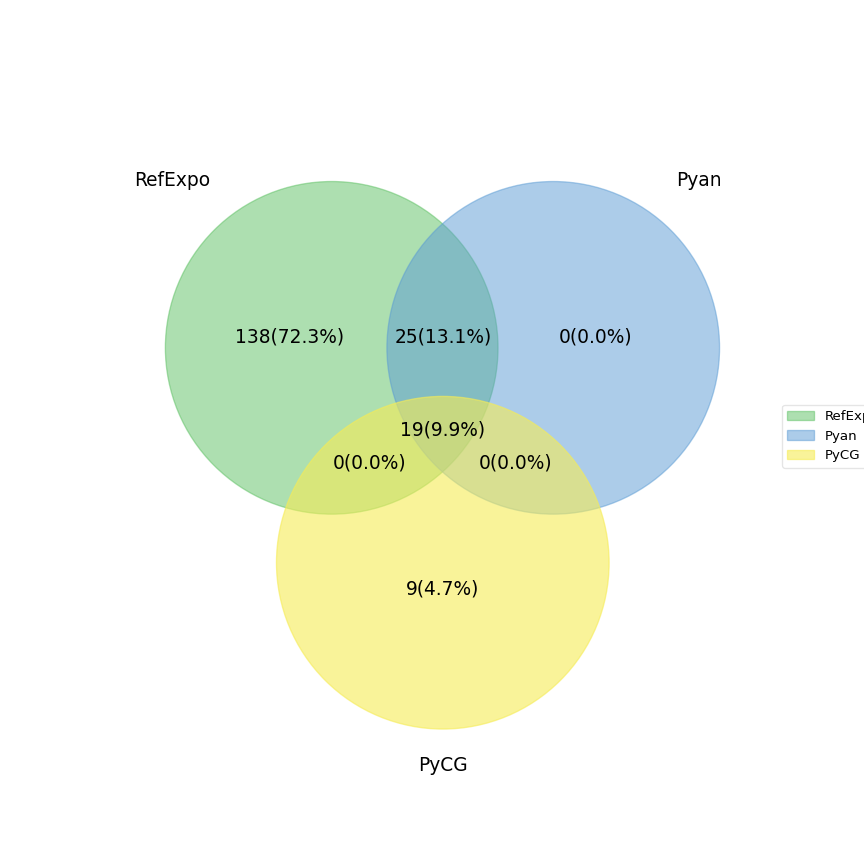 RefExpo
Pyan
138(72.3%)
25(13.1%)
0(0.0%)
19(9.9%)
0(0.0%)
0(0.0%)
9(4.7%)
PyCG
RefExp
Pyan
PyCG